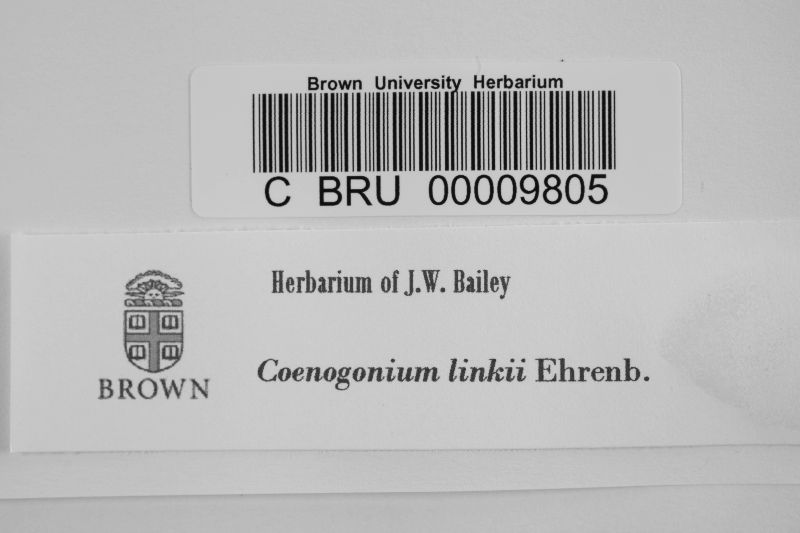 Brown University Herbarium
C BRU 00009805
Herbarium of J.W. Bailey
Coenogonium linkii Ehrenb.
BROWN